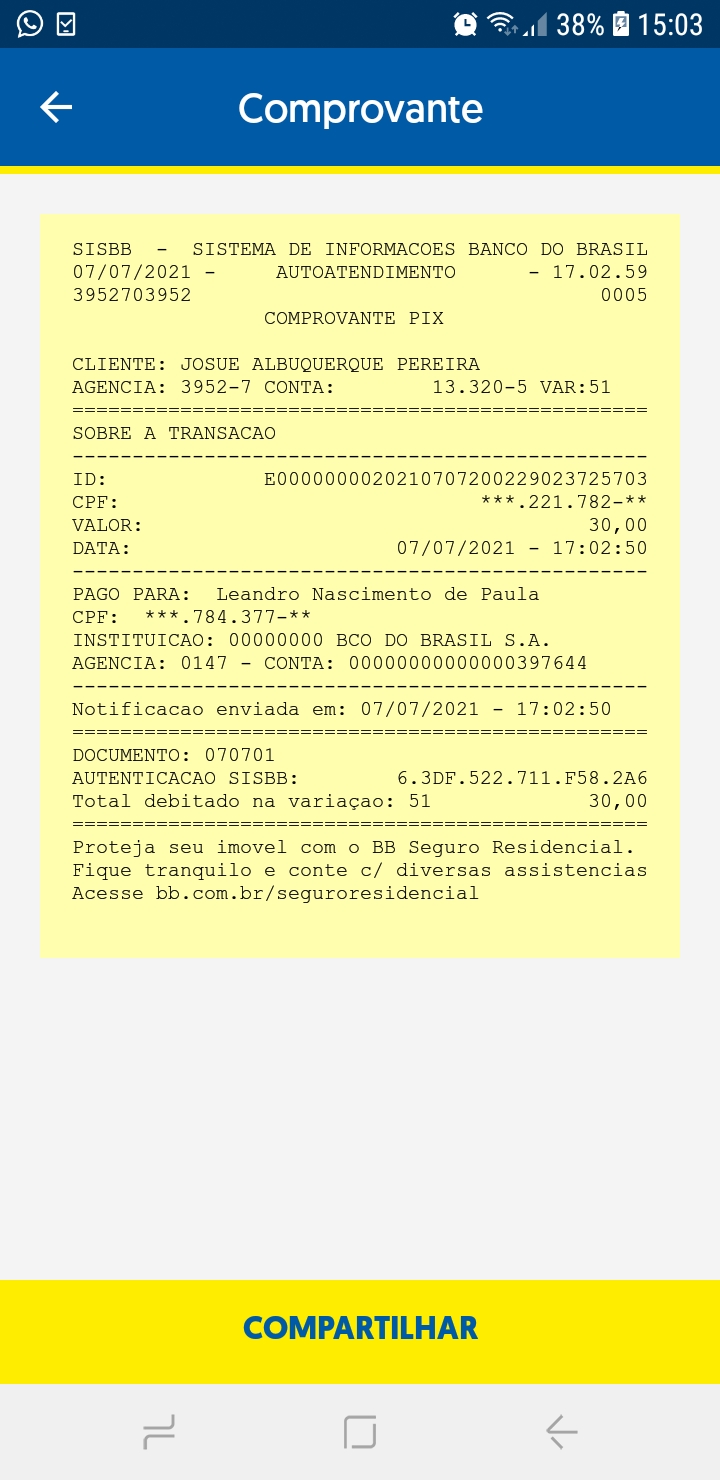 38% 15:03
Comprovante
SISBB - SISTEMA DE INFORMACOES BANCO DO BRASIL
07/07/2021 - AUTOATENDIMENTO - 17.02.59
3952703952 0005
COMPROVANTE PIX
CLIENTE: JOSUE ALBUQUERQUE PEREIRA
AGENCIA: 3952-7 CONTA: 13.320-5 VAR:51
================================================
SOBRE A TRANSACAO
------------------------------------------------
ID: E0000000020210707200229023725703
CPF: ***.221.782-**
VALOR: 30,00
DATA: 07/07/2021 - 17:02:50
------------------------------------------------
PAGO PARA: Leandro Nascimento de Paula
CPF: ***.784.377-**
INSTITUICAO: 00000000 BCO DO BRASIL S.A.
AGENCIA: 0147 - CONTA: 00000000000000397644
------------------------------------------------
Notificacao enviada em: 07/07/2021 - 17:02:50
================================================
DOCUMENTO: 070701
AUTENTICACAO SISBB: 6.3DF.522.711.F58.2A6
Total debitado na variaçao: 51 30,00
================================================
Proteja seu imovel com o BB Seguro Residencial.
Fique tranquilo e conte c/ diversas assistencias
Acesse bb.com.br/seguroresidencial
COMPARTILHAR